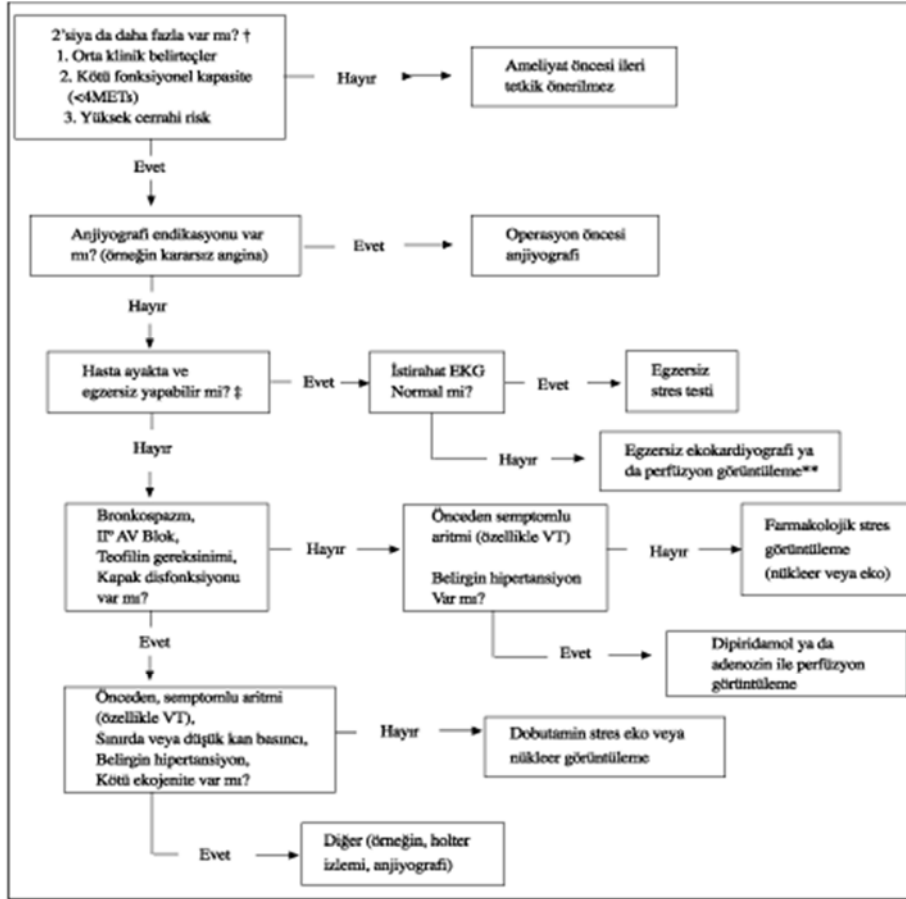 2'siya da daha fazla var mı? †
1. Orta klinik belirteçler
2. Kötü fonksiyonel kapasite
(<4METs)
3. Yüksek cerrahi risk
Hayır
Ameliyat öncesi ileri
tetkik önerilmez
Evet
Anjiyografi endikasyonu var
mı? (örneğin kararsız angina)
Evet
Operasyon öncesi
anjiyografi
Hayır
Hasta ayakta ve
egzersiz yapabilir mi? ‡
Evet
İstirahat EKG
Normal mi?
Evet
Egzersiz
stres testi
Hayır
Hayır
Egzersiz ekokardiyografi ya
da perfüzyon görüntüleme**
Bronkospazm,
II° AV Blok,
Teofilin gereksinimi,
Kapak disfonksiyonu
var mı?
Hayır
Önceden semptomlu
aritmi (özellikle VT)
Belirgin hipertansiyon
Var mı?
Hayır
Farmakolojik stres
görüntüleme
(nükleer veya eko)
Evet
Evet
Dipiridamol ya da
adenozin ile perfüzyon
görüntüleme
Önceden, semptomlu aritmi
(özellikle VT),
Sınırda veya düşük kan basıncı,
Belirgin hipertansiyon,
Kötü ekojenite var mı?
Hayır
Dobutamin stres eko veya
nükleer görüntüleme
Evet
Diğer (örneğin, holter
izlemi, anjiyografi)